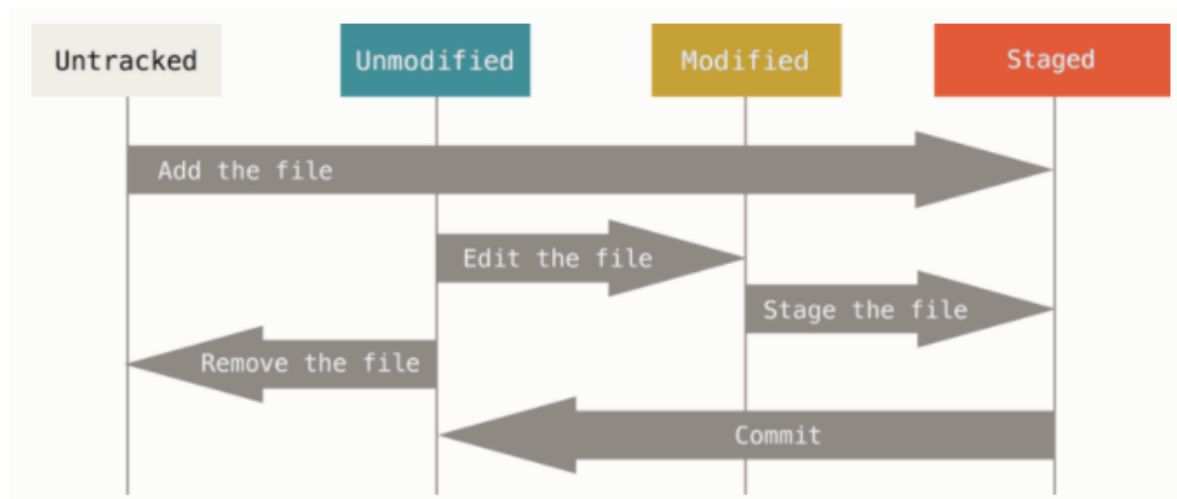 Untracked
Unmodified
Modified
Staged
Add the file
Edit the file
Stage the file
Remove the file
Commit